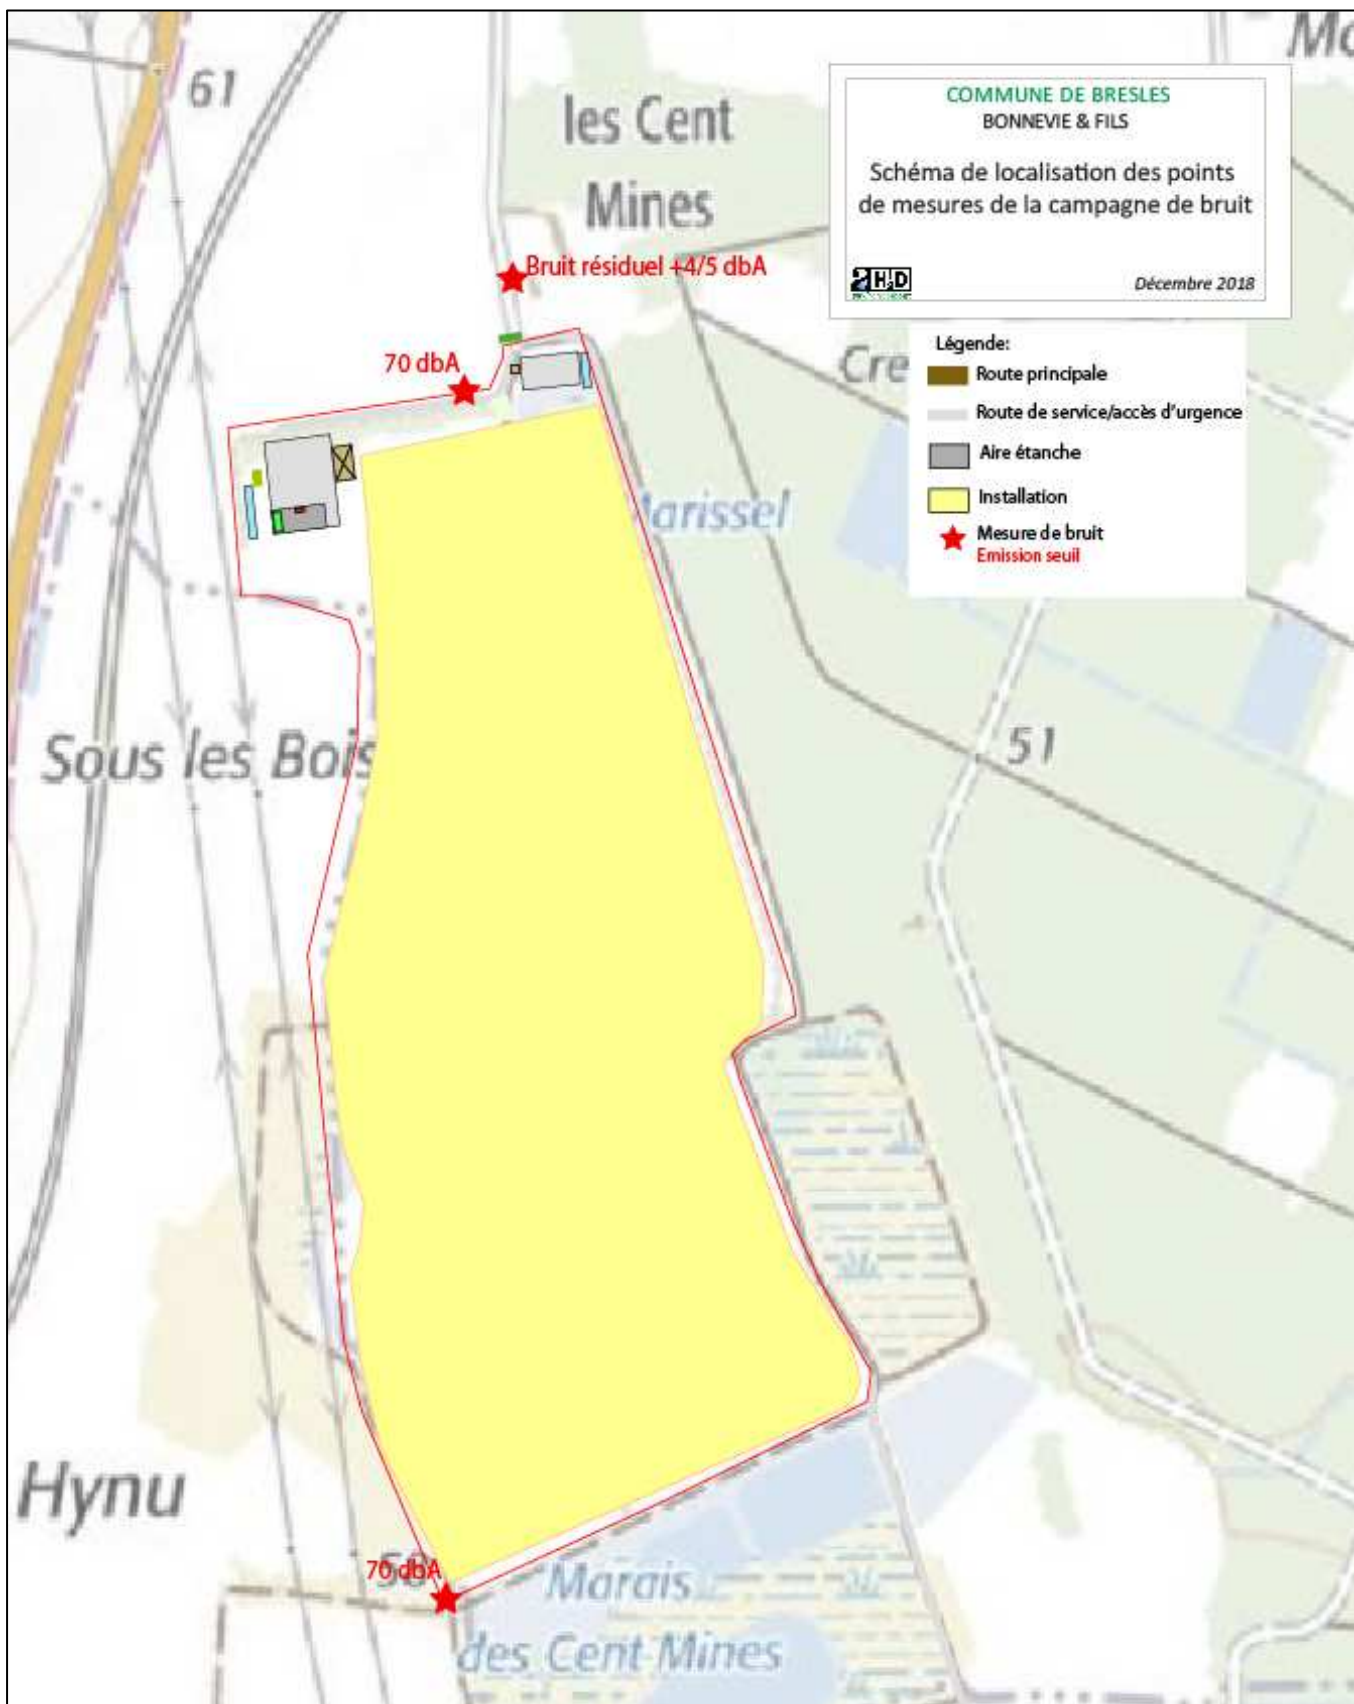 61
les Cent
Mines
Mo
COMMUNE DE BRESLES
BONNEVIE & FILS
Schéma de localisation des points
de mesures de la campagne de bruit
Décembre 2018
Bruit résiduel +4/5 dbA
70 dbA
Légende:
Route principale
Route de service/accès d'urgence
Aire étanche
Installation
Mesure de bruit
Emission seuil
Cre
Marissel
Sous les Bois
51
Hynu
70 dbA
58
Marais
des Cent Mines